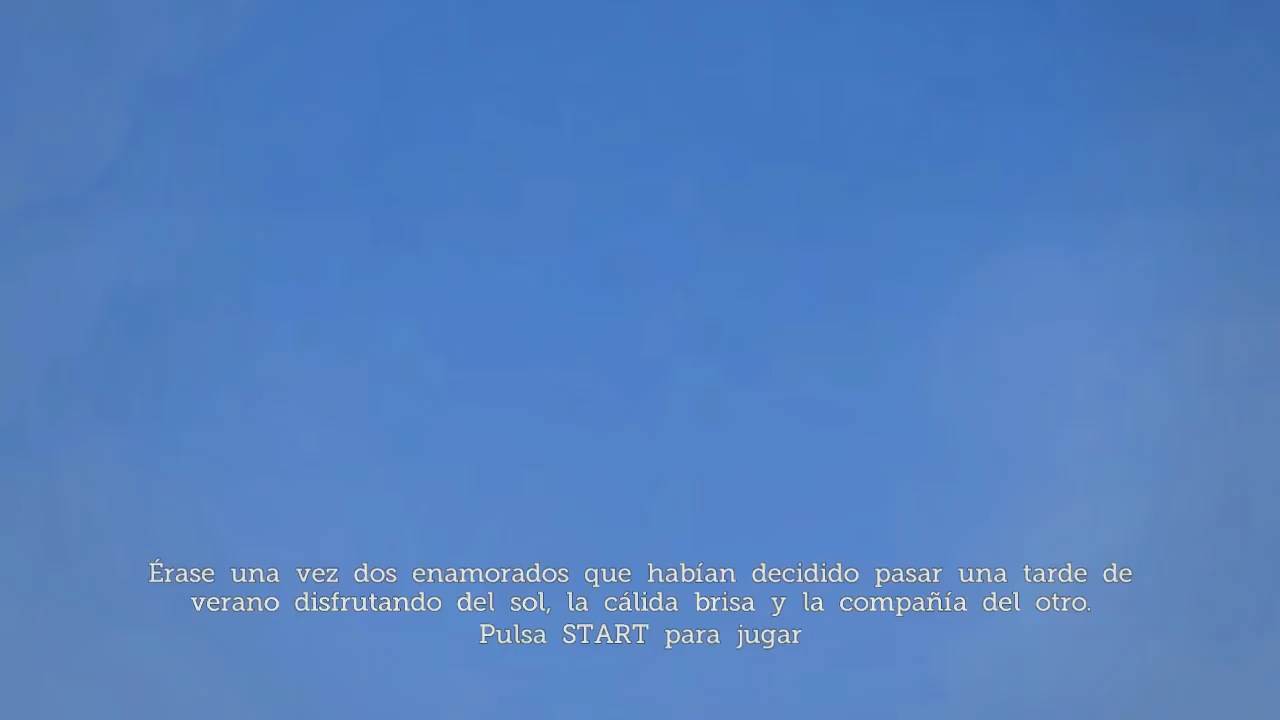 Érase una vez dos enamorados que habían decidido pasar una tarde de
verano disfrutando del sol, la cálida brisa y la compañía del otro.
Pulsa START para jugar